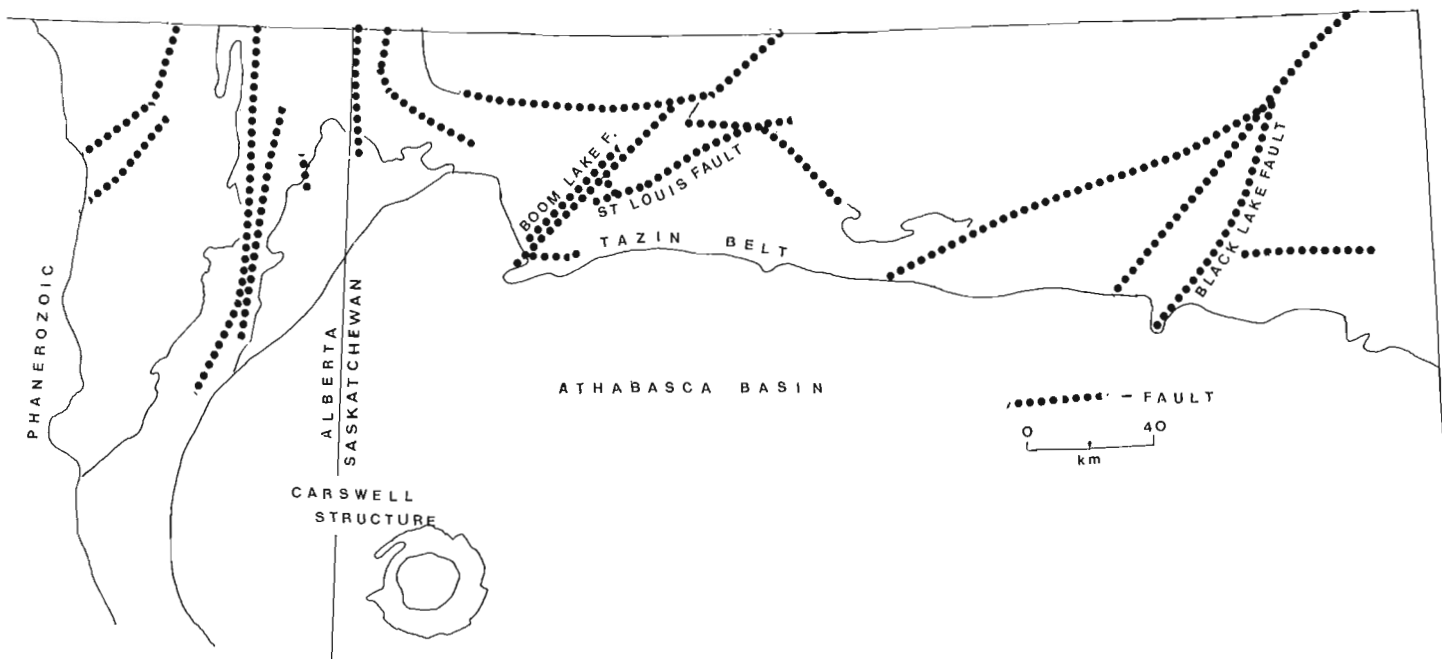 BOOM LAKE F.
ST LOUIS FAULT
TAZIN BELT
BLACK LAKE FAULT
PHANEROZOIC
ALBERTA
SASKATCHEWAN
ATHABASCA BASIN
– FAULT
0 40
km
CARSWELL
STRUCTURE